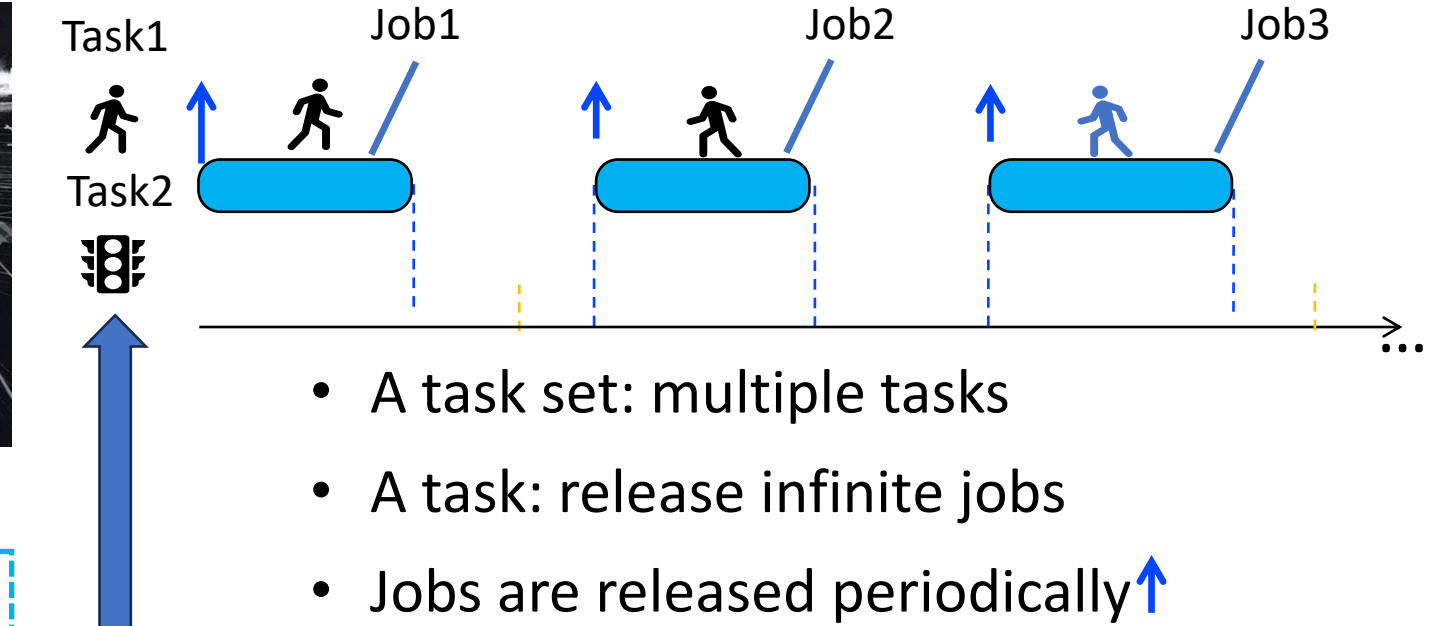 Task1
Job1
Job2
Job3
Task2
...
• A task set: multiple tasks
• A task: release infinite jobs
• Jobs are released periodically